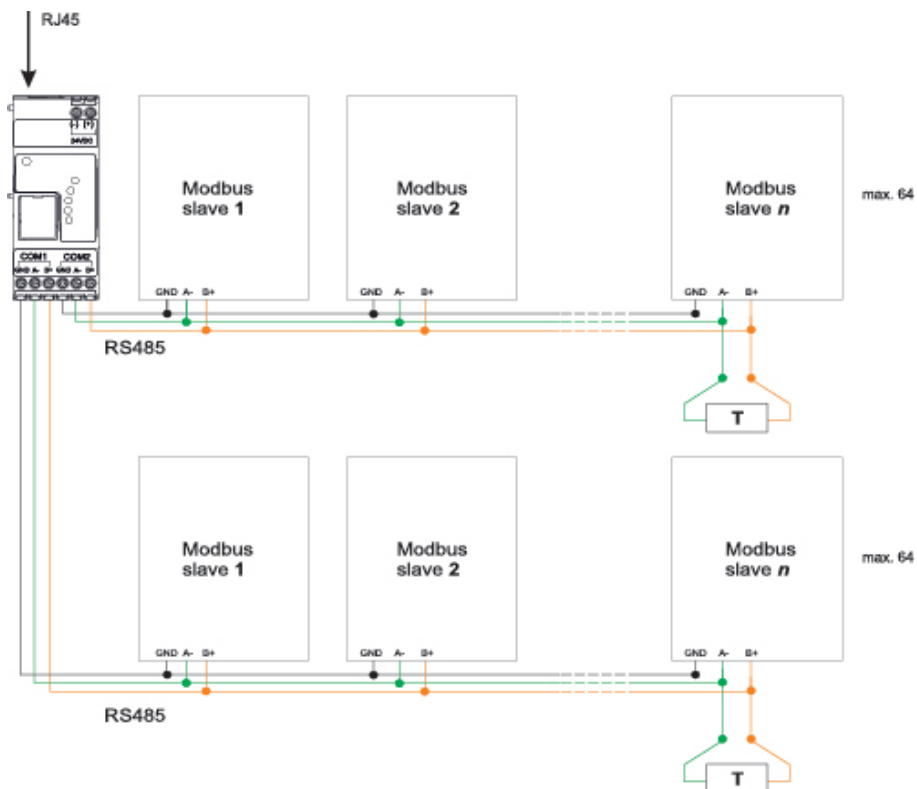 RJ45
(-) (+)
24VDC
COM1 COM2
GND A- B+ GND A- B+
Modbus
slave 1
Modbus
slave 2
Modbus
slave n
max. 64
GND A- B+
GND A- B+
GND A- B+
RS485
T
Modbus
slave 1
Modbus
slave 2
Modbus
slave n
max. 64
GND A- B+
GND A- B+
GND A- B+
RS485
T